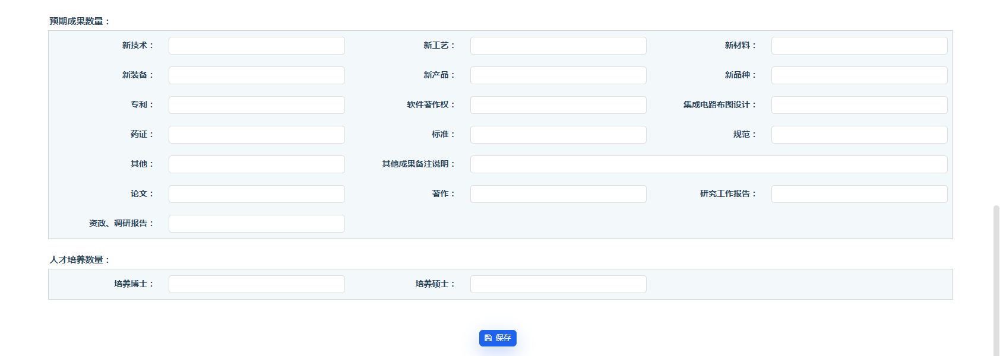 预期成果数量：
新技术： 新工艺： 新材料：
新装备： 新产品： 新品种：
专利： 软件著作权： 集成电路布图设计：
药证： 标准： 规范：
其他： 其他成果备注说明：
论文： 著作： 研究工作报告：
资政、调研报告：
人才培养数量：
培养博士： 培养硕士：
保存